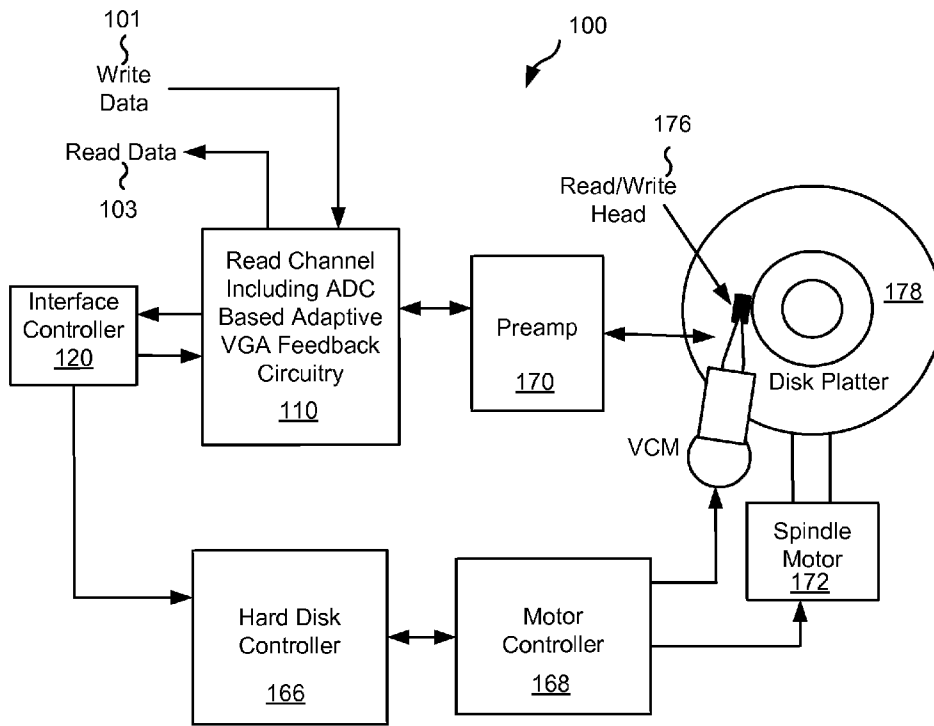 101
Write
Data
100
Read Data
103
176
Read/Write
Head
Interface
Controller
120
Read Channel
Including ADC
Based Adaptive
VGA Feedback
Circuitry
110
Preamp
170
178
Disk Platter
VCM
Spindle
Motor
172
Hard Disk
Controller
166
Motor
Controller
168